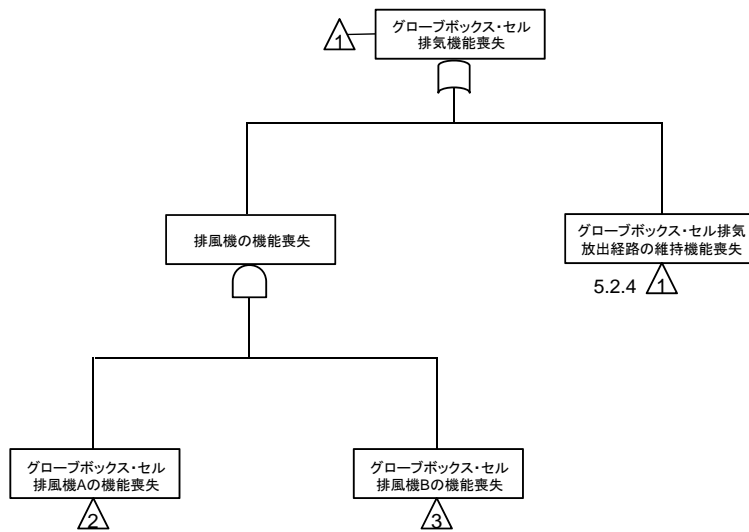 1
グローブボックス・セル
排気機能喪失
排風機の機能喪失
グローブボックス・セル排気
放出経路の維持機能喪失
5.2.4 1
グローブボックス・セル
排風機Aの機能喪失
2
グローブボックス・セル
排風機Bの機能喪失
3